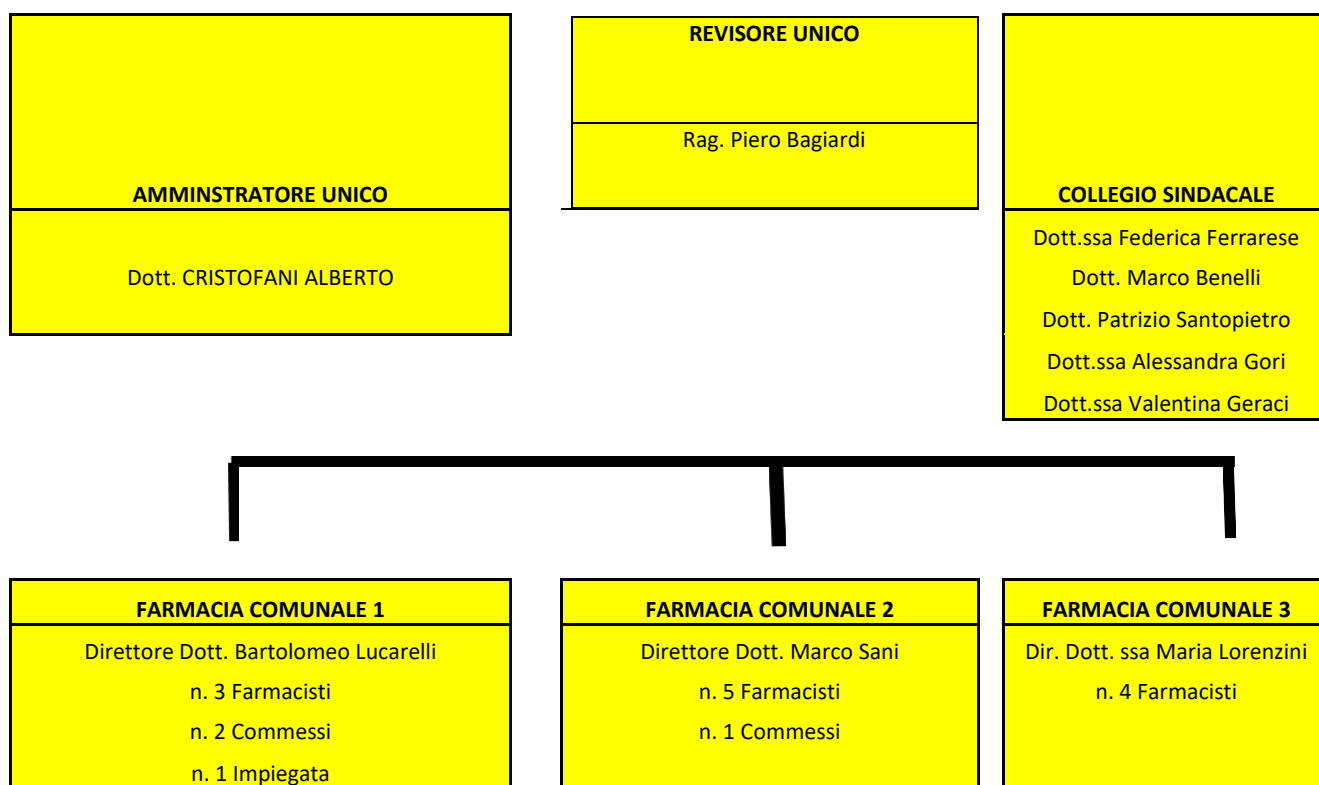 REVISORE UNICO
Rag. Piero Bagiardi
AMMINSTRATORE UNICO
Dott. CRISTOFANI ALBERTO
COLLEGIO SINDACALE
Dott.ssa Federica Ferrarese
Dott. Marco Benelli
Dott. Patrizio Santopietro
Dott.ssa Alessandra Gori
Dott.ssa Valentina Geraci
FARMACIA COMUNALE 1
Direttore Dott. Bartolomeo Lucarelli
n. 3 Farmacisti
n. 2 Commessi
n. 1 Impiegata
FARMACIA COMUNALE 2
Direttore Dott. Marco Sani
n. 5 Farmacisti
n. 1 Commessi
FARMACIA COMUNALE 3
Dir. Dott. ssa Maria Lorenzini
n. 4 Farmacisti